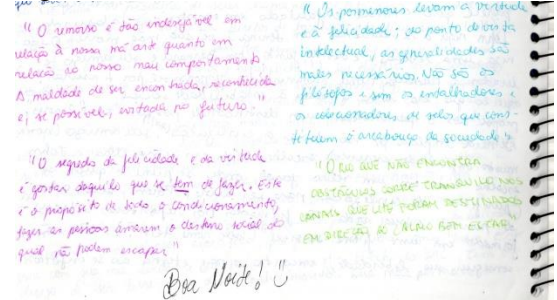 "O remorso é tão indesejável em
relação à nossa má arte quanto em
relação ao nosso mau comportamento
A maldade de ser encontrada, reconhecida
e, se possível, evitada no futuro."
"O segredo da felicidade e da virtude
é gostar daquilo que se tem de fazer. Este
é o propósito de todo o condicionamento,
fazer as pessoas amarem o destino social do
qual não podem escapar"
"Os pormenores levam à virtude
e à felicidade; do ponto de vista
intelectual, as generalidades são
males necessários. Não são os
filósofos e sim os entalhadores e
os colecionadores de selos que cons-
tituem o arcabouço da sociedade"
"O rio que não encontra
obstáculos corre tranquilo nos
canais que lhe foram destinados
em direção ao calmo bem estar"
Boa Noite!